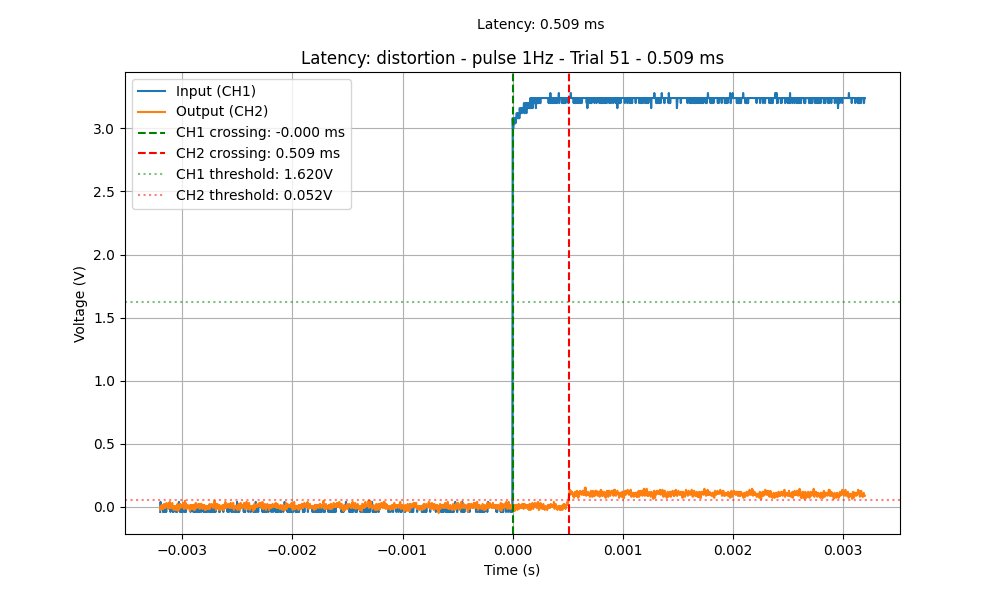 Latency: 0.509 ms
Latency: distortion - pulse 1Hz - Trial 51 - 0.509 ms
Input (CH1)
Output (CH2)
CH1 crossing: -0.000 ms
CH2 crossing: 0.509 ms
CH1 threshold: 1.620V
CH2 threshold: 0.052V
Voltage (V)
3.0
2.5
2.0
1.5
1.0
0.5
0.0
−0.003 −0.002 −0.001 0.000 0.001 0.002 0.003
Time (s)